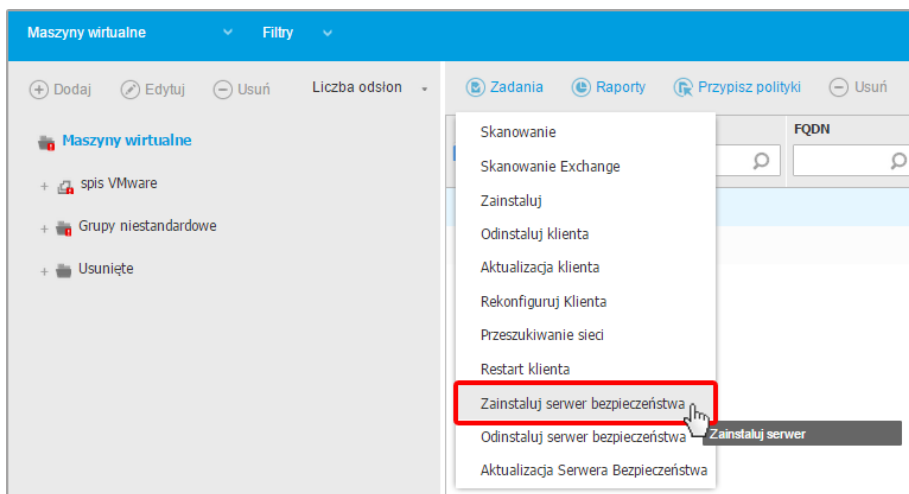 Maszyny wirtualne Filtry
Dodaj Edytuj Usuń Liczba odsłon Zadania Raporty Przypisz polityki Usuń
Maszyny wirtualne
spis VMware
Grupy niestandardowe
Usunięte
Skanowanie
Skanowanie Exchange
Zainstaluj
Odinstaluj klienta
Aktualizacja klienta
Rekonfiguruj Klienta
Przeszukiwanie sieci
Restart klienta
Zainstaluj serwer bezpieczeństwa
Odinstaluj serwer bezpieczeństwa
Aktualizacja Serwera Bezpieczeństwa
FQDN
Zainstaluj serwer